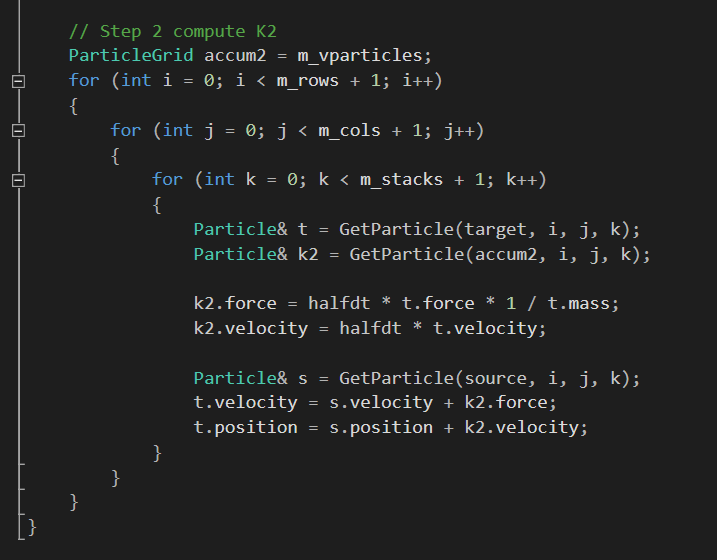 // Step 2 compute K2
ParticleGrid accum2 = m_vparticles;
for (int i = 0; i < m_rows + 1; i++)
{
for (int j = 0; j < m_cols + 1; j++)
{
for (int k = 0; k < m_stacks + 1; k++)
{
Particle& t = GetParticle(target, i, j, k);
Particle& k2 = GetParticle(accum2, i, j, k);
k2.force = halfdt * t.force * 1 / t.mass;
k2.velocity = halfdt * t.velocity;
Particle& s = GetParticle(source, i, j, k);
t.velocity = s.velocity + k2.force;
t.position = s.position + k2.velocity;
}
}
}
}